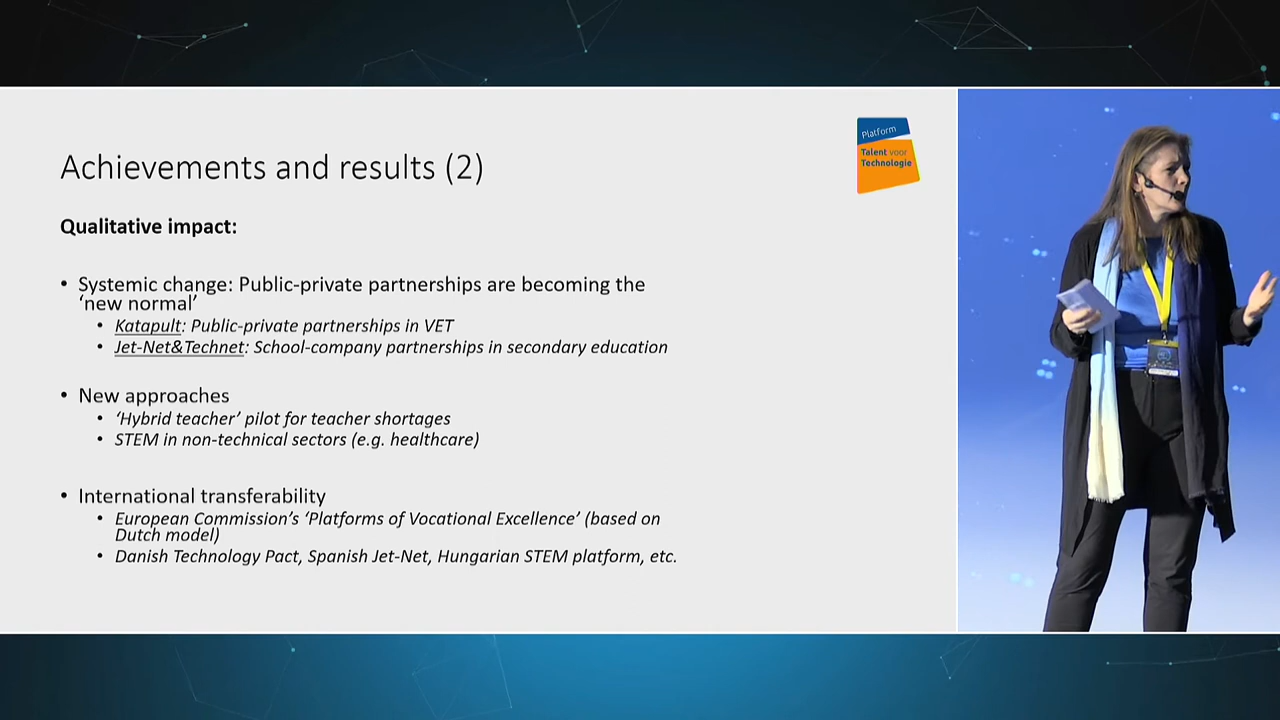 Achievements and results (2)
Platform
Talent voor
Technologie
Qualitative impact:
• Systemic change: Public-private partnerships are becoming the
‘new normal’
• Katapult: Public-private partnerships in VET
• Jet-Net&Technet: School-company partnerships in secondary education
• New approaches
• ‘Hybrid teacher’ pilot for teacher shortages
• STEM in non-technical sectors (e.g. healthcare)
• International transferability
• European Commission’s ‘Platforms of Vocational Excellence’ (based on
Dutch model)
• Danish Technology Pact, Spanish Jet-Net, Hungarian STEM platform, etc.